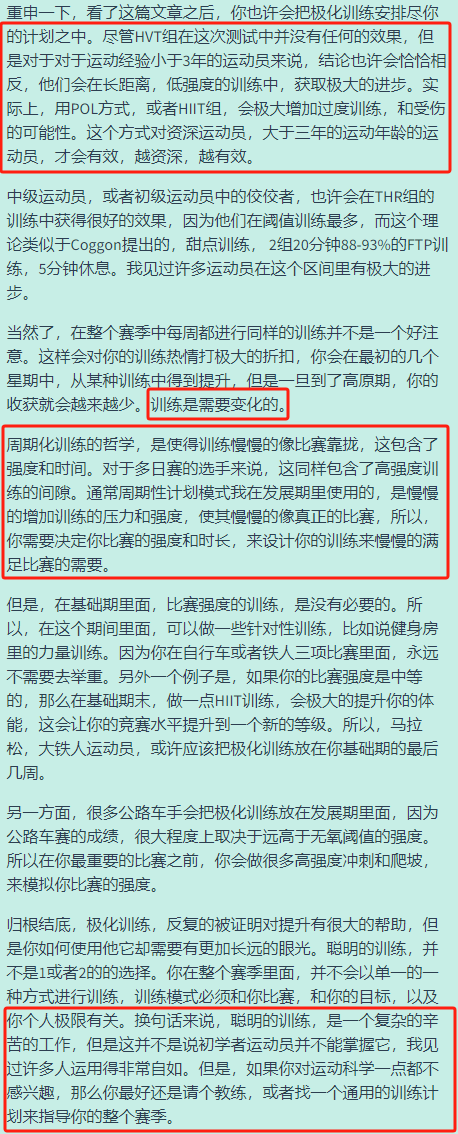 重申一下，看了这篇文章之后，你也许会把极化训练安排尽你
的计划之中。尽管HVT组在这次测试中并没有任何的效果，但
是对于对于运动经验小于3年的运动员来说，结论也许会恰恰相
反，他们会在长距离，低强度的训练中，获取极大的进步。实
际上，用POL方式，或者HIIT组，会极大增加过度训练，和受伤
的可能性。这个方式对资深运动员，大于三年的运动年龄的运
动员，才会有效，越资深，越有效。
中级运动员，或者初级运动员中的佼佼者，也许会在THR组的
训练中获得很好的效果，因为他们在阈值训练最多，而这个理
论类似于Coggon提出的，甜点训练， 2组20分钟88-93%的FTP训
练，5分钟休息。我见过许多运动员在这个区间里有极大的进
步。
当然了，在整个赛季中每周都进行同样的训练并不是一个好注
意。这样会对你的训练热情打极大的折扣，你会在最初的几个
星期中，从某种训练中得到提升，但是一旦到了高原期，你的
收获就会越来越少。训练是需要变化的。
周期化训练的哲学，是使得训练慢慢的像比赛靠拢，这包含了
强度和时间。对于多日赛的选手来说，这同样包含了高强度训
练的间隙。通常周期性计划模式我在发展期里使用的，是慢慢
的增加训练的压力和强度，使其慢慢的像真正的比赛，所以，
你需要决定你比赛的强度和时长，来设计你的训练来慢慢的满
足比赛的需要。
但是，在基础期里面，比赛强度的训练，是没有必要的。所
以，在这个期间里面，可以做一些针对性训练，比如说健身房
里的力量训练。因为你在自行车或者铁人三项比赛里面，永远
不需要去举重。另外一个例子是，如果你的比赛强度是中等
的，那么在基础期末，做一点HIIT训练，会极大的提升你的体
能，这会让你的竞赛水平提升到一个新的等级。所以，马拉
松，大铁人运动员，或许应该把极化训练放在你基础期的最后
几周。
另一方面，很多公路车手会把极化训练放在发展期里面，因为
公路车赛的成绩，很大程度上取决于远高于无氧阈值的强度。
所以在你最重要的比赛之前，你会做很多高强度冲刺和爬坡，
来模拟你比赛的强度。
归根结底，极化训练，反复的被证明对提升有很大的帮助，但
是你如何使用他它却需要有更加长远的眼光。聪明的训练，并
不是1或者2的的选择。你在整个赛季里面，并不会以单一的一
种方式进行训练，训练模式必须和你比赛，和你的目标，以及
你个人极限有关。换句话来说，聪明的训练，是一个复杂的辛
苦的工作，但是这并不是说初学者运动员并不能掌握它，我见
过许多人运用得非常自如。但是，如果你对运动科学一点都不
感兴趣，那么你最好还是请个教练，或者找一个通用的训练计
划来指导你的整个赛季。